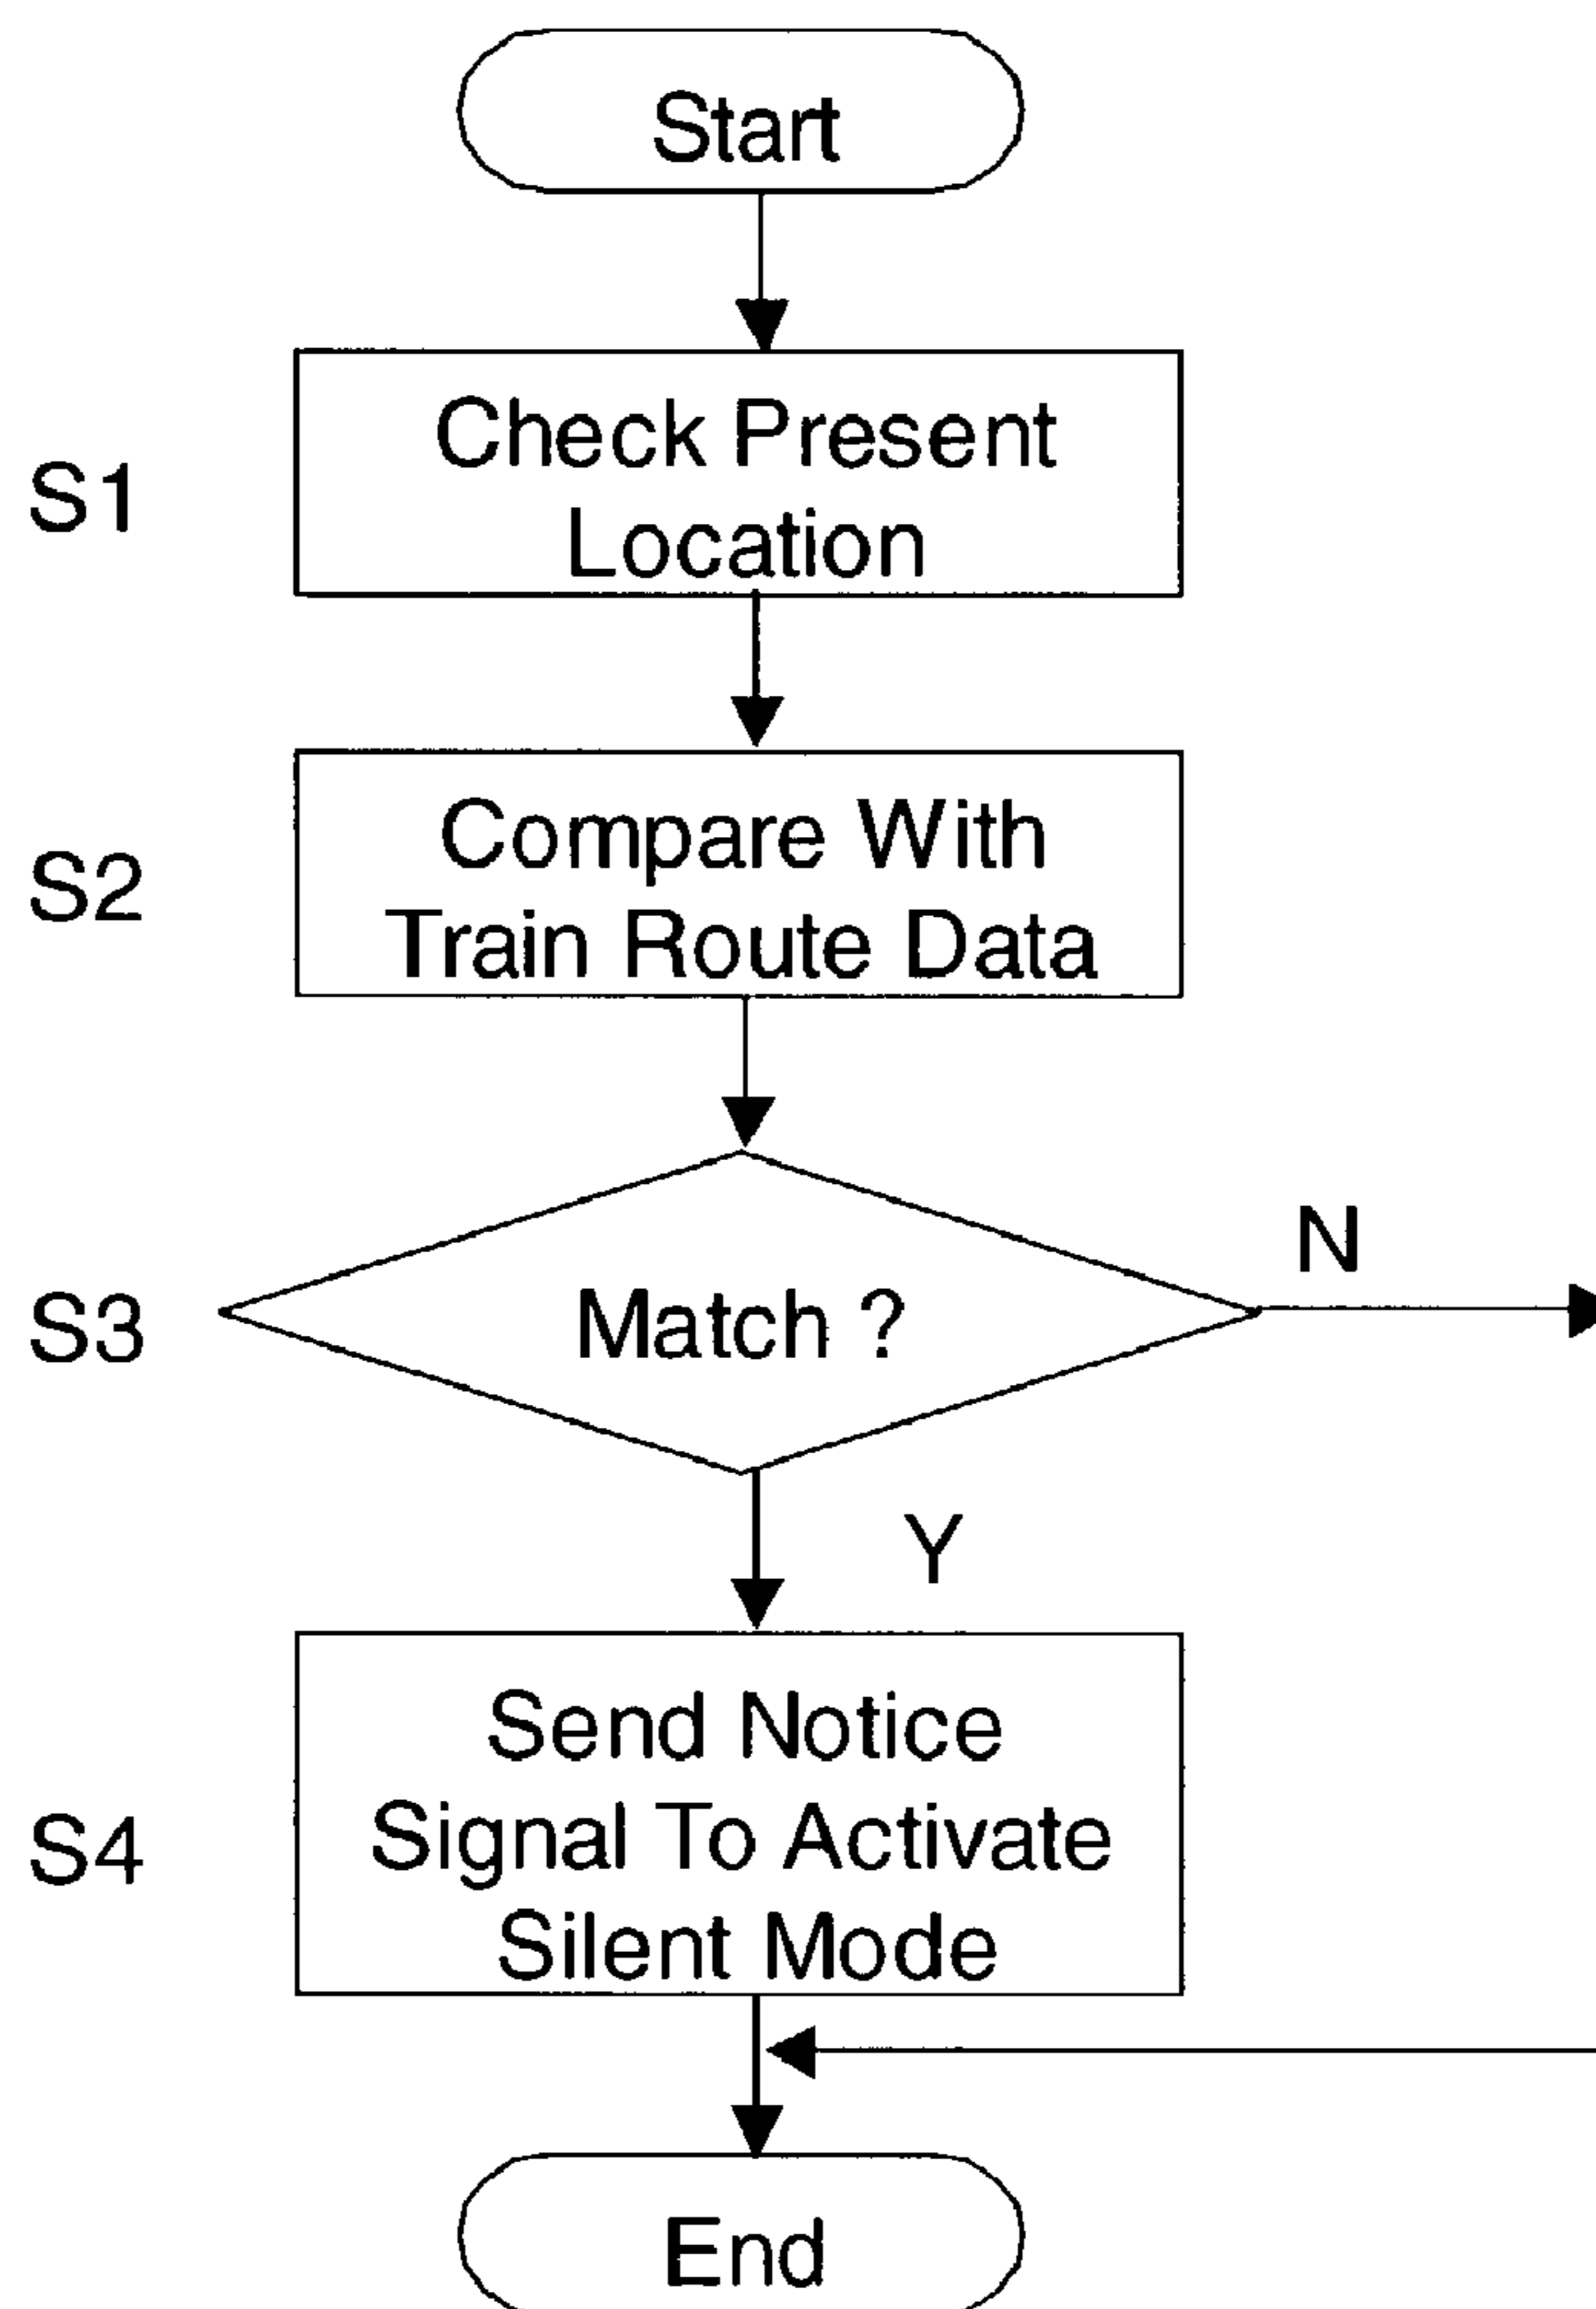 Start
S1
Check Present
Location
S2
Compare With
Train Route Data
S3
Match ?
N
Y
S4
Send Notice
Signal To Activate
Silent Mode
End